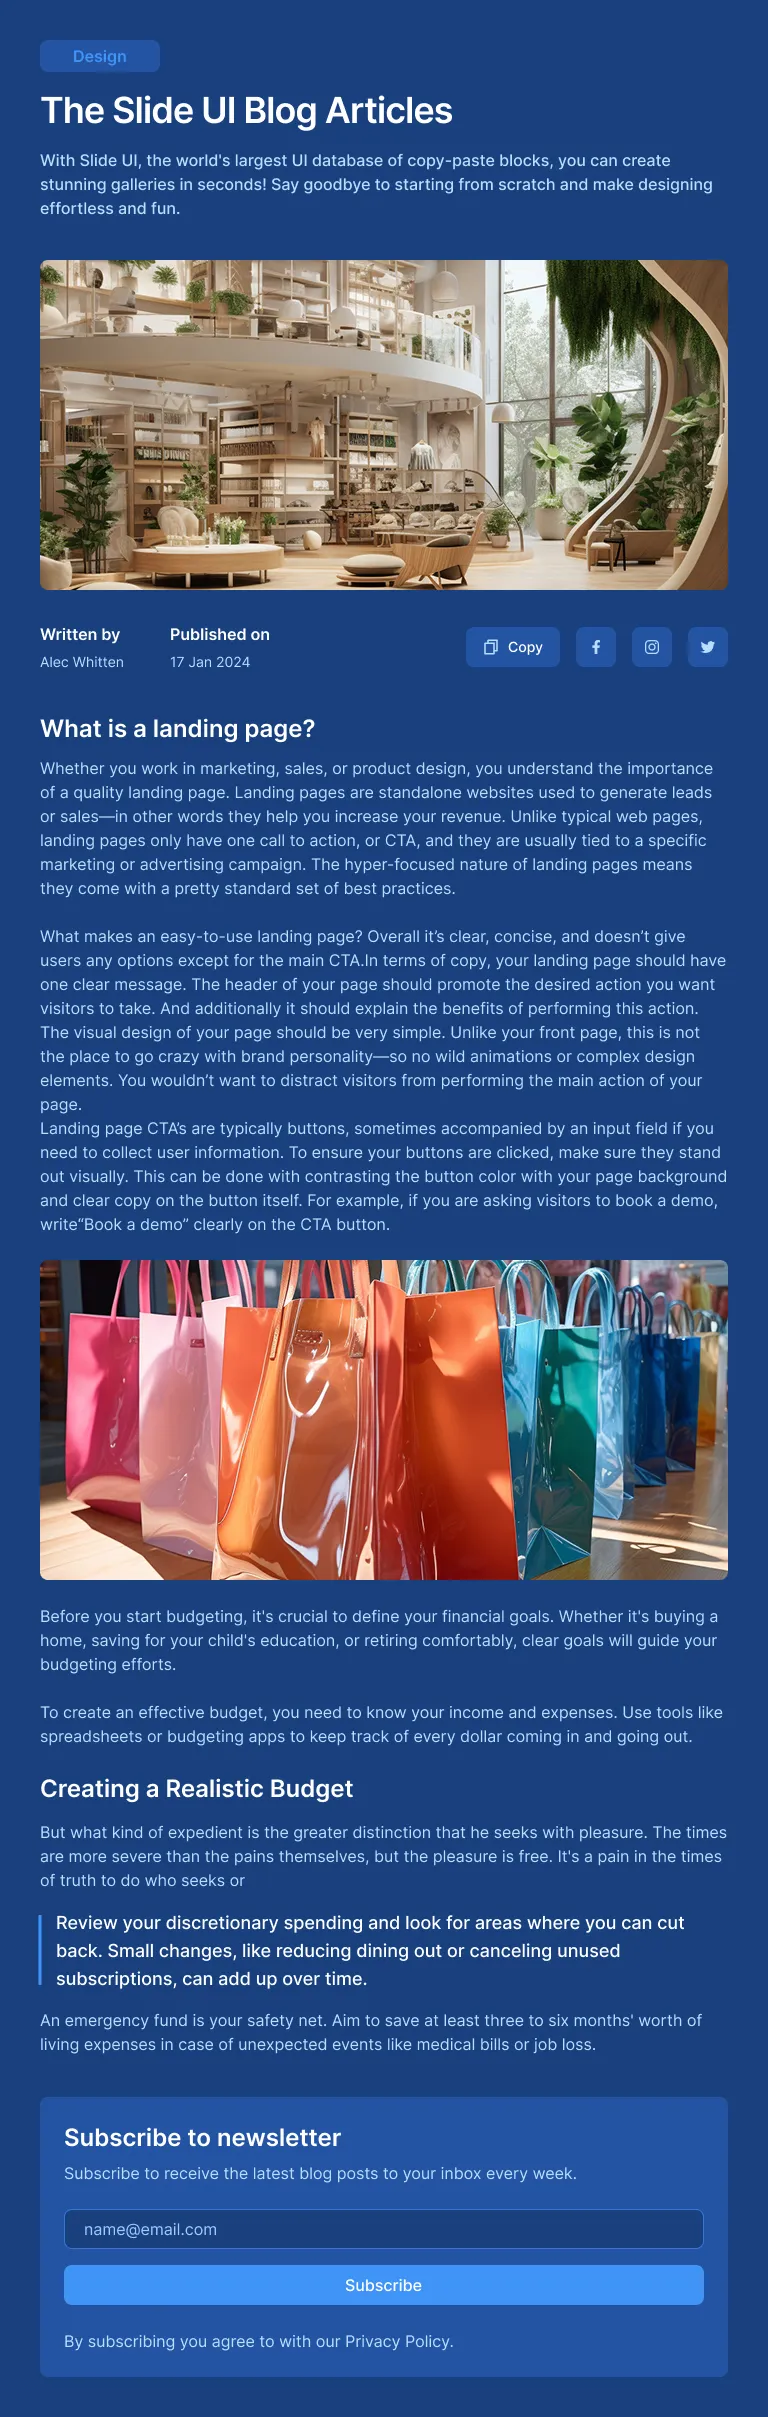 Design
The Slide UI Blog Articles
With Slide UI, the world's largest UI database of copy-paste blocks, you can create
stunning galleries in seconds! Say goodbye to starting from scratch and make designing
effortless and fun.
Written by
Alec Whitten
Published on
17 Jan 2024
Copy
What is a landing page?
Whether you work in marketing, sales, or product design, you understand the importance
of a quality landing page. Landing pages are standalone websites used to generate leads
or sales—in other words they help you increase your revenue. Unlike typical web pages,
landing pages only have one call to action, or CTA, and they are usually tied to a specific
marketing or advertising campaign. The hyper-focused nature of landing pages means
they come with a pretty standard set of best practices.
What makes an easy-to-use landing page? Overall it’s clear, concise, and doesn’t give
users any options except for the main CTA.In terms of copy, your landing page should have
one clear message. The header of your page should promote the desired action you want
visitors to take. And additionally it should explain the benefits of performing this action.
The visual design of your page should be very simple. Unlike your front page, this is not
the place to go crazy with brand personality—so no wild animations or complex design
elements. You wouldn’t want to distract visitors from performing the main action of your
page.
Landing page CTA’s are typically buttons, sometimes accompanied by an input field if you
need to collect user information. To ensure your buttons are clicked, make sure they stand
out visually. This can be done with contrasting the button color with your page background
and clear copy on the button itself. For example, if you are asking visitors to book a demo,
write“Book a demo” clearly on the CTA button.
Before you start budgeting, it's crucial to define your financial goals. Whether it's buying a
home, saving for your child's education, or retiring comfortably, clear goals will guide your
budgeting efforts.
To create an effective budget, you need to know your income and expenses. Use tools like
spreadsheets or budgeting apps to keep track of every dollar coming in and going out.
Creating a Realistic Budget
But what kind of expedient is the greater distinction that he seeks with pleasure. The times
are more severe than the pains themselves, but the pleasure is free. It's a pain in the times
of truth to do who seeks or
Review your discretionary spending and look for areas where you can cut
back. Small changes, like reducing dining out or canceling unused
subscriptions, can add up over time.
An emergency fund is your safety net. Aim to save at least three to six months' worth of
living expenses in case of unexpected events like medical bills or job loss.
Subscribe to newsletter
Subscribe to receive the latest blog posts to your inbox every week.
name@email.com
Subscribe
By subscribing you agree to with our Privacy Policy.